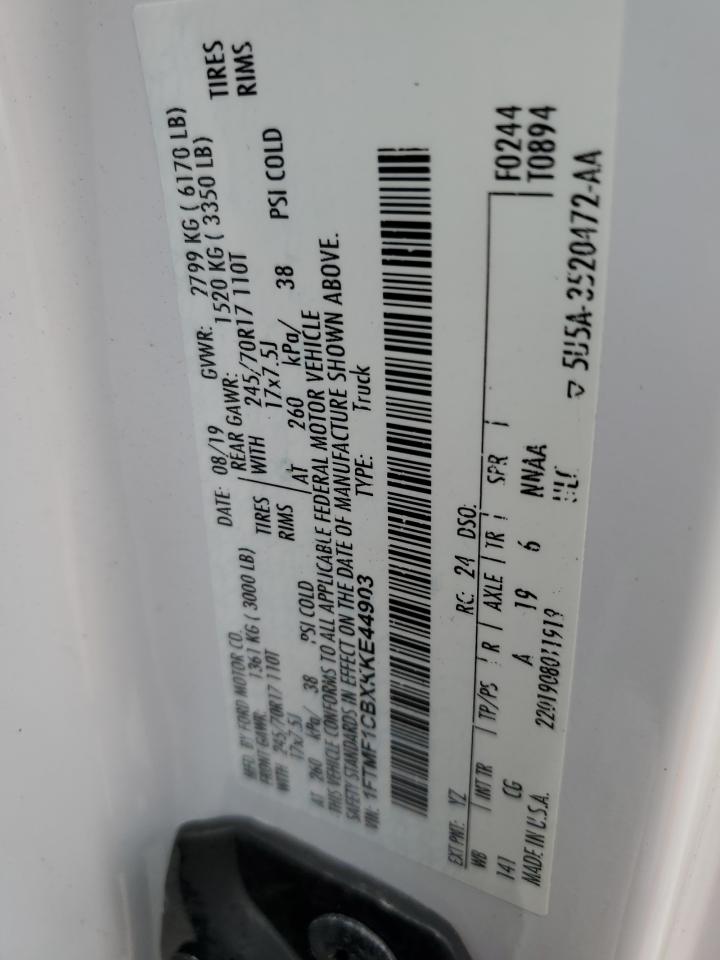 MFD. BY FORD MOTOR CO.
DATE: 08/19 GVWR: 2799 KG ( 6170 LB)
FRONT GAWR: 1361 KG ( 3000 LB) REAR GAWR: 1520 KG ( 3350 LB)
WITH 245/70R17 110T TIRES WITH 245/70R17 110T TIRES
17x7.5J RIMS 17x7.5J RIMS
AT 260 kPa/ 38 PSI COLD AT 260 kPa/ 38 PSI COLD
THIS VEHICLE CONFORMS TO ALL APPLICABLE FEDERAL MOTOR VEHICLE
SAFETY STANDARDS IN EFFECT ON THE DATE OF MANUFACTURE SHOWN ABOVE.
VIN: 1FTMF1CBXKKE44903 TYPE: Truck
EXT PNT: YZ RC: 24 DSO: F0244
WB INT TR TP/PS R AXLE TR SPR T0894
141 CG A 19 6 NNAA
MADE IN U.S.A. 5U5A-3520472-AA